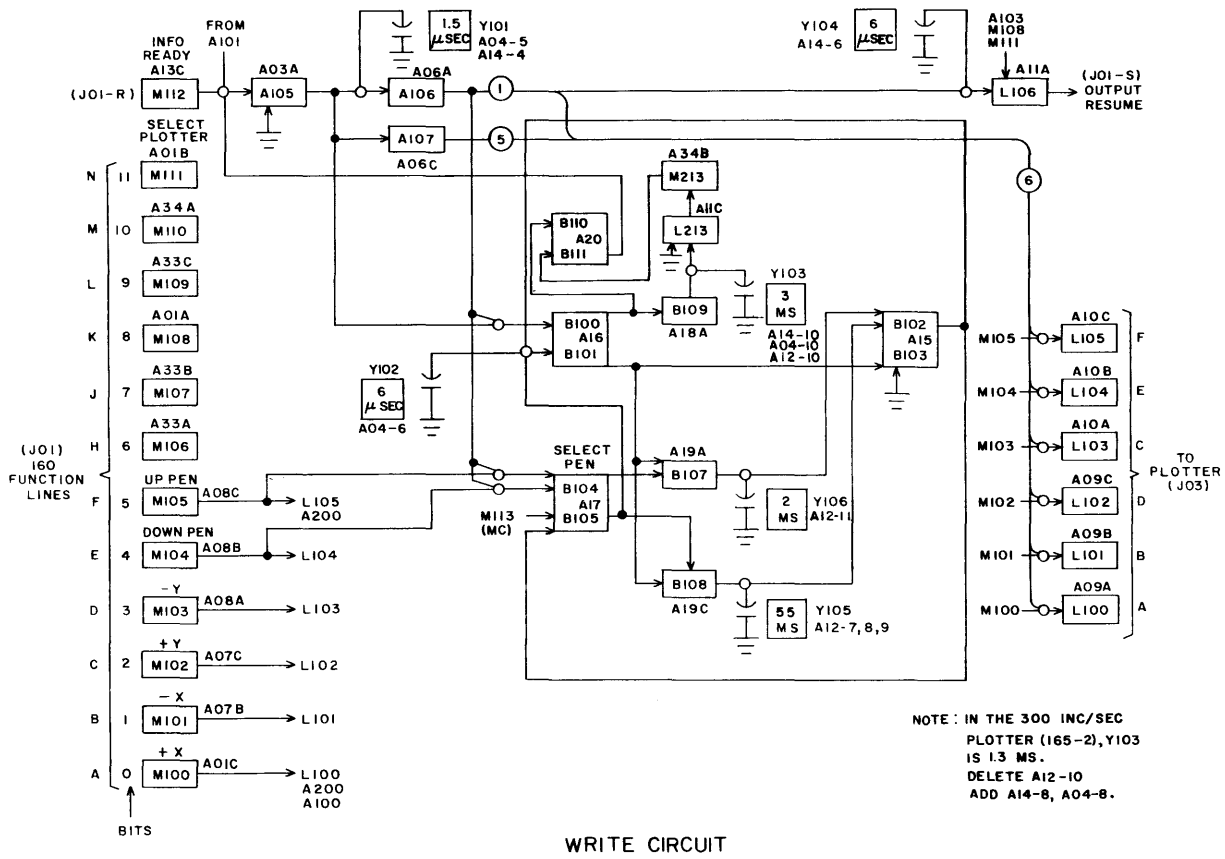 FROM
A101
INFO
READY
A13C
(J01-R)
M112
A03A
A105
1.5
µSEC
Y101
A04-5
A14-4
A06A
A106
1
A107
A06C
5
Y104
A14-6
6
µSEC
A103
M108
M111
A11A
L106
(J01-S)
OUTPUT
RESUME
SELECT
PLOTTER
A01B
N 11 M111
A34A
M 10 M110
A33C
L 9 M109
A01A
K 8 M108
A33B
J 7 M107
A33A
H 6 M106
(J01)
160
FUNCTION
LINES
UP PEN
F 5 M105 A08C
L105
A200
DOWN PEN
E 4 M104 A08B L104
-Y
D 3 M103 A08A L103
+Y
C 2 M102 A07C L102
-X
B 1 M101 A07B L101
+X
A 0 M100 A01C L100
A200
A100
BITS
A34B
M213
A11C
L213
B110
A20
B111
B109
A18A
Y103
3
MS
A14-10
A04-10
A12-10
B100
A16
B101
Y102
6
µSEC
A04-6
B102
A15
B103
SELECT
PEN
B104
A17
B105
M113
(MC)
A19A
B107
2
MS
Y106
A12-11
B108
A19C
55
MS
Y105
A12-7,8,9
6
A10C
M105 L105 F
A10B
M104 L104 E
A10A
M103 L103 C
A09C
M102 L102 D
A09B
M101 L101 B
A09A
M100 L100 A
TO
PLOTTER
(J03)
NOTE: IN THE 300 INC/SEC
PLOTTER (165-2), Y103
IS 1.3 MS.
DELETE A12-10
ADD A14-8, A04-8.
WRITE CIRCUIT